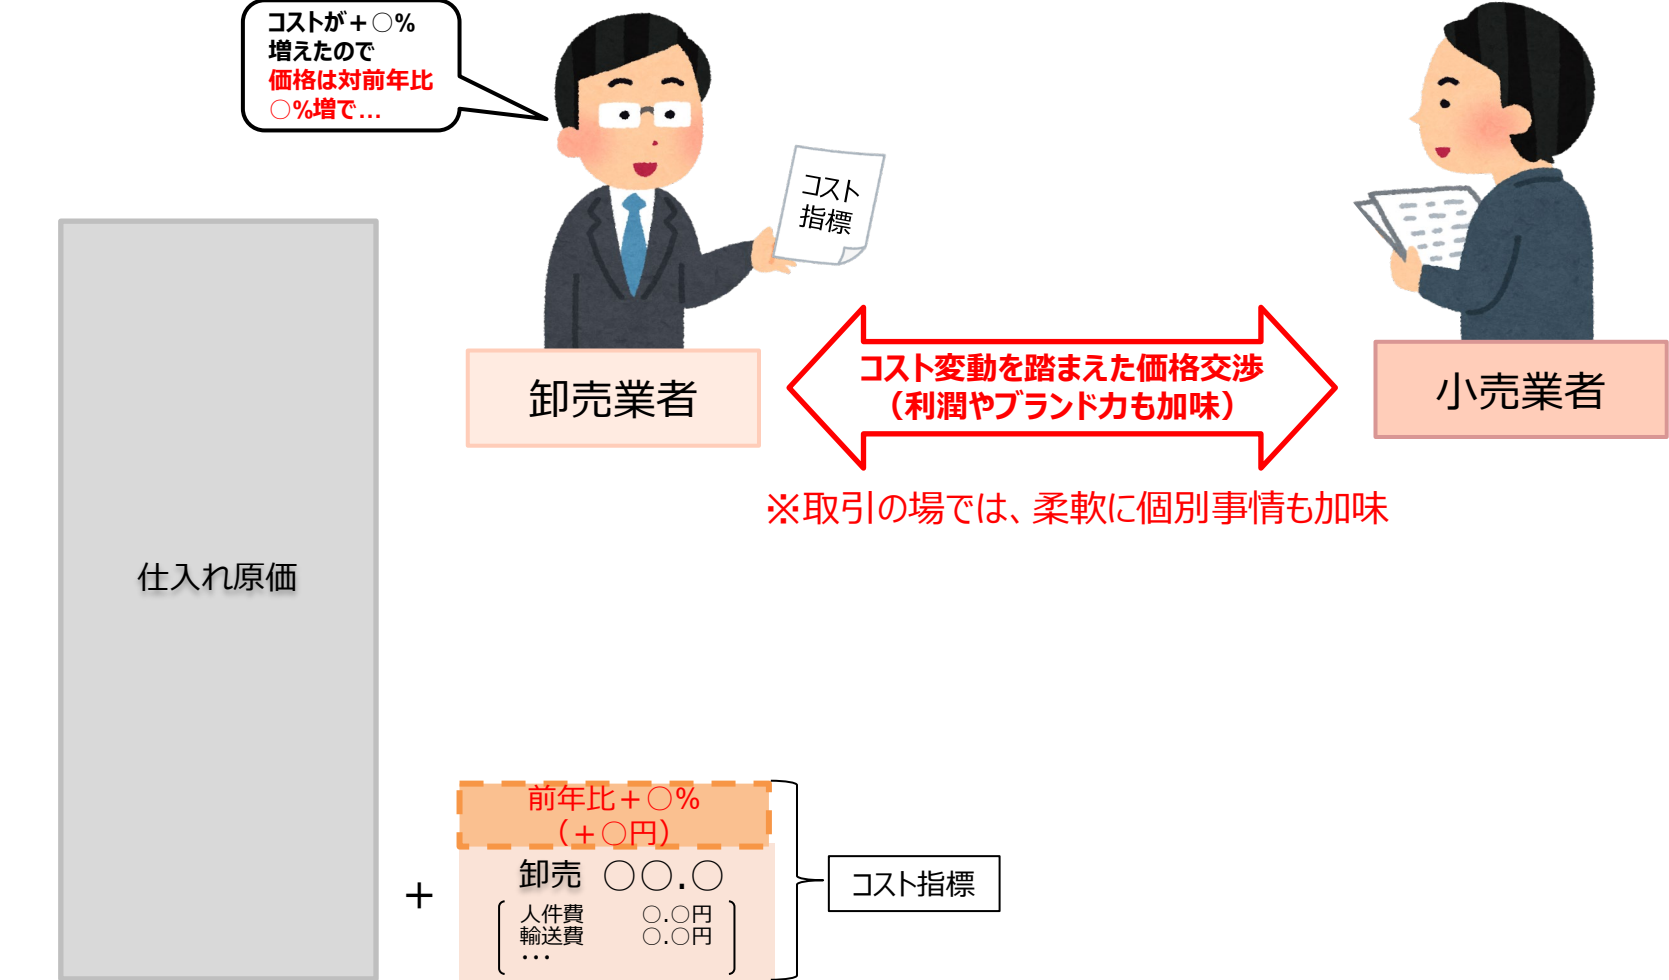 コストが+○%
増えたので
価格は対前年比
○%増で…
コスト
指標
卸売業者
コスト変動を踏まえた価格交渉
(利潤やブランド力も加味)
小売業者
※取引の場では、柔軟に個別事情も加味
仕入れ原価
+
前年比+○%
(+○円)
卸売 ○○.○
人件費 ○.○円
輸送費 ○.○円
・・・
コスト指標